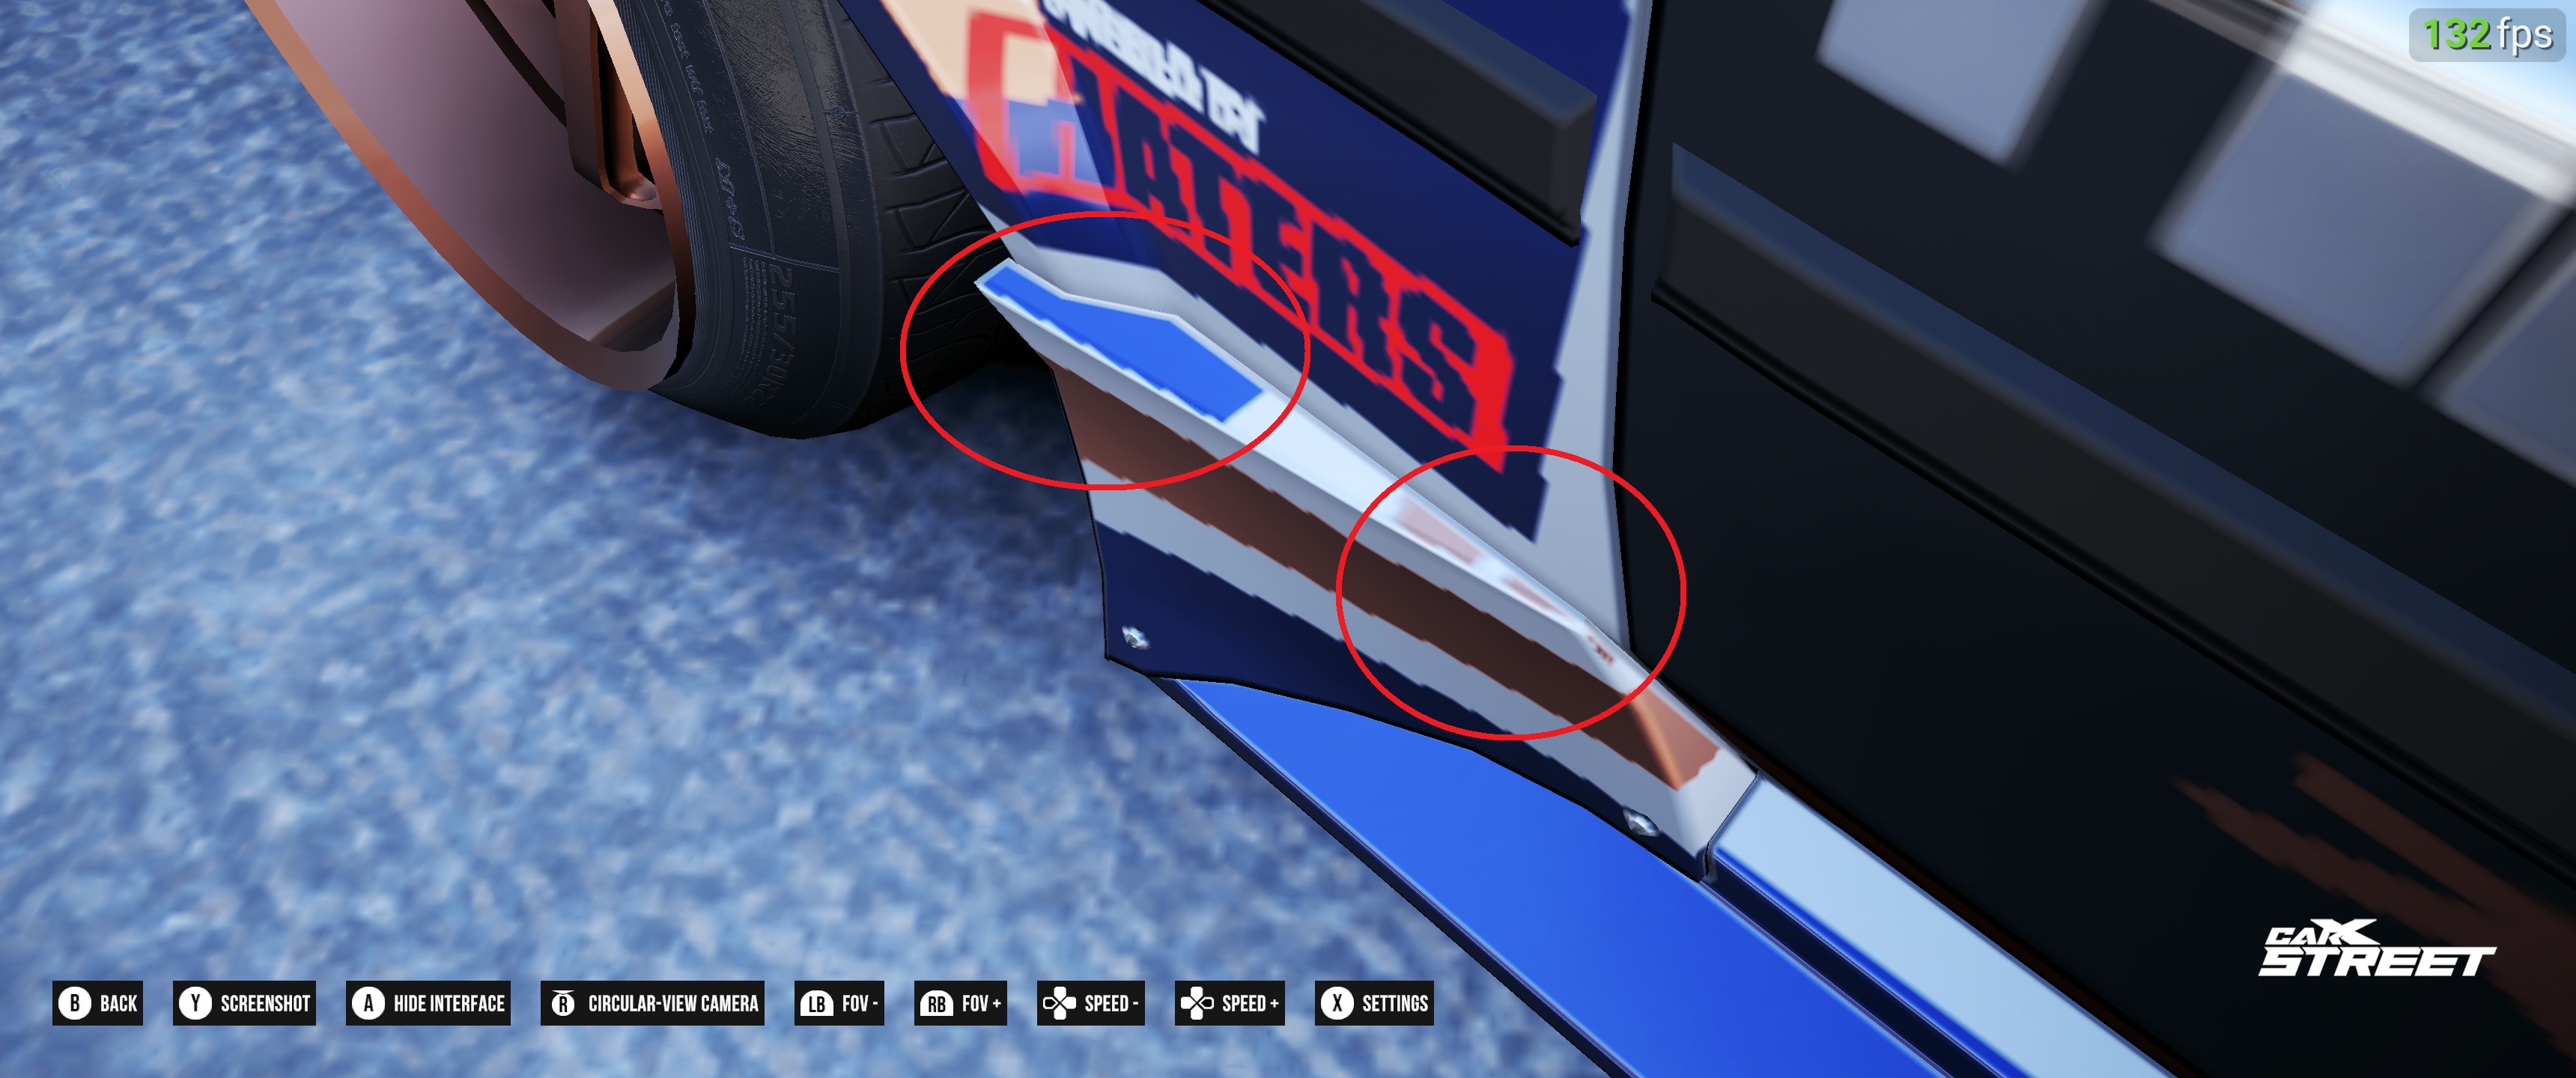 132 fps
POWERED BY
HATERS
255/30R
CARX
STREET
B BACK
Y SCREENSHOT
A HIDE INTERFACE
R CIRCULAR-VIEW CAMERA
LB FOV -
RB FOV +
SPEED -
SPEED +
X SETTINGS